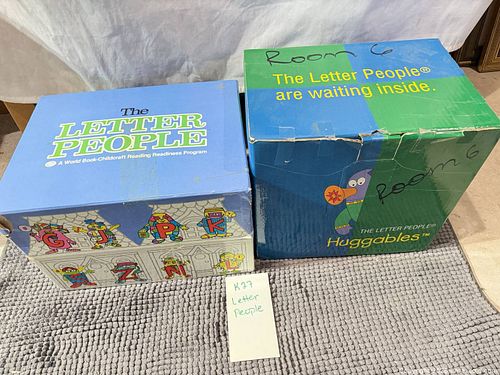 The
LETTER
PEOPLE
A World Book-Childcraft Reading Readiness Program
G J P K
Z N L
Room 6
The Letter People®
are waiting inside.
Room 6
THE LETTER PEOPLE®
Huggables™
K27
Letter
People